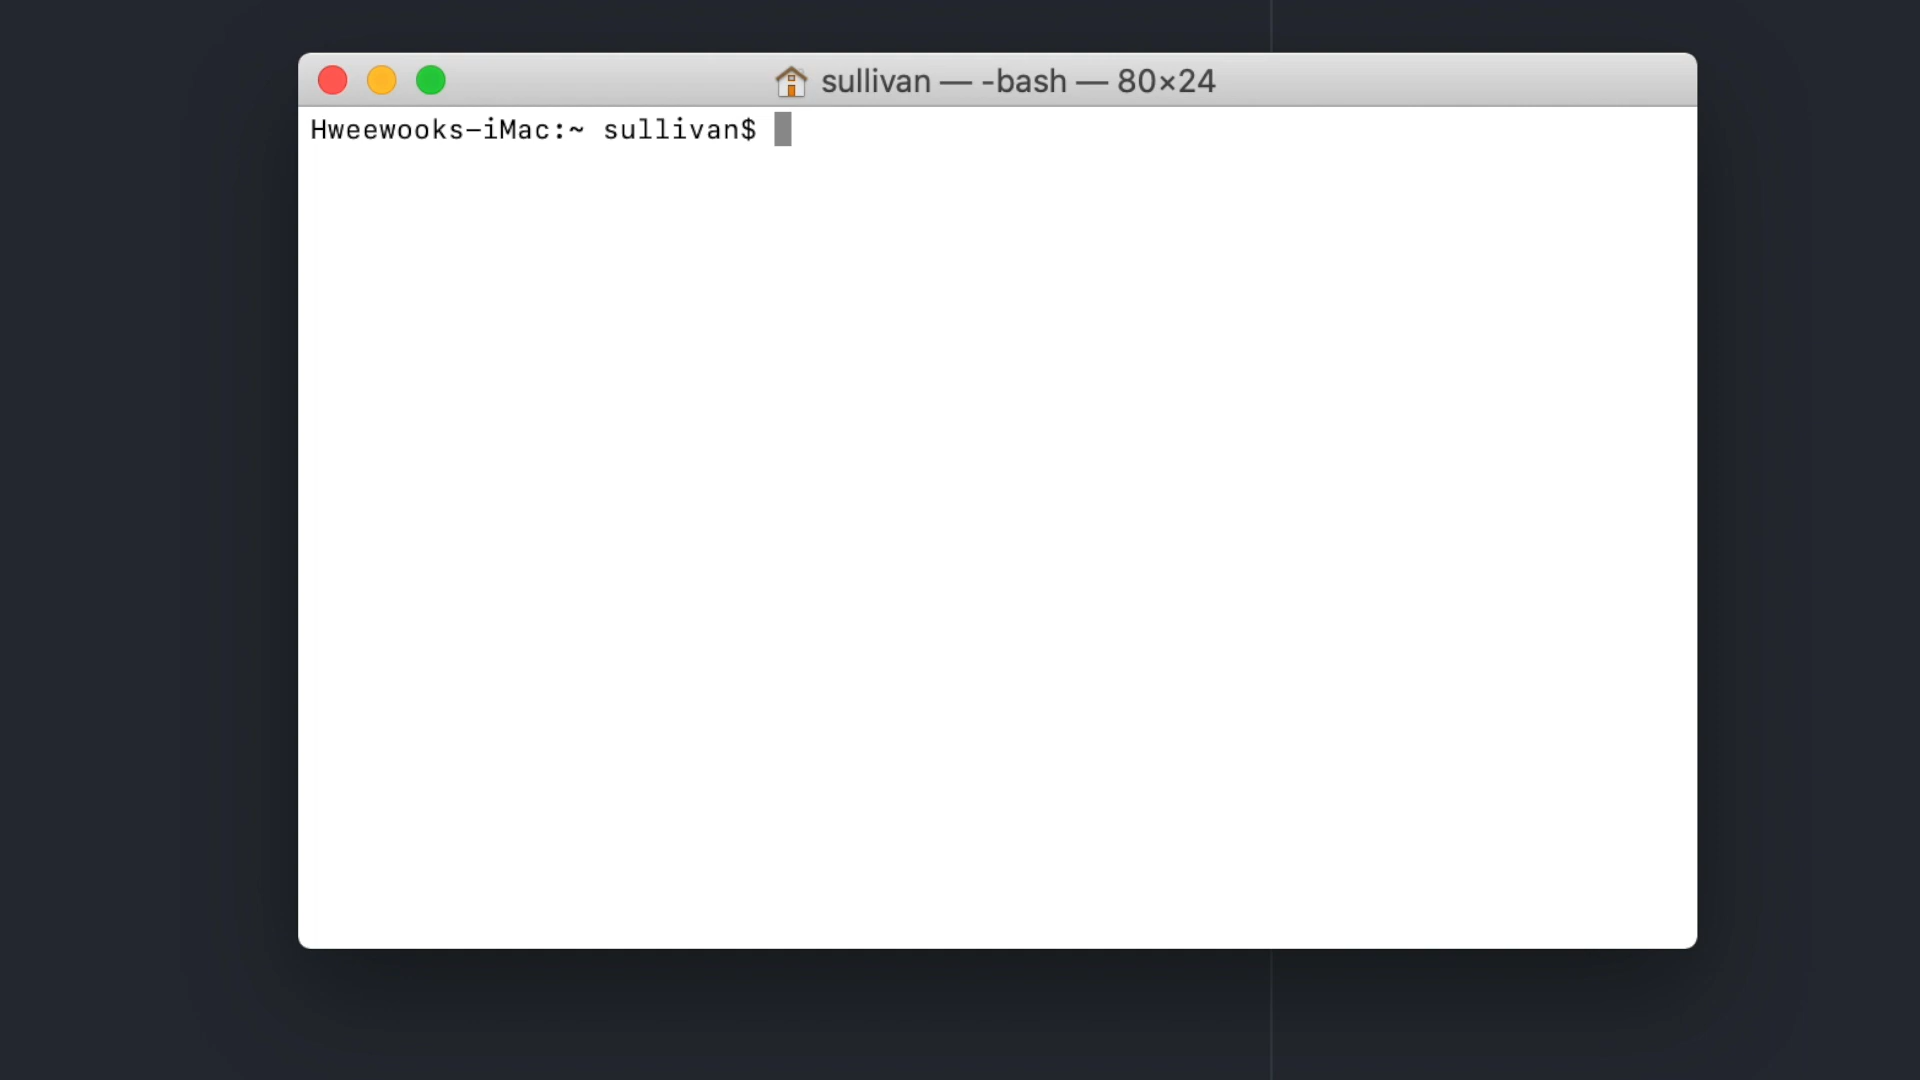 sullivan — -bash — 80×24
Hweewooks-iMac:~ sullivan$